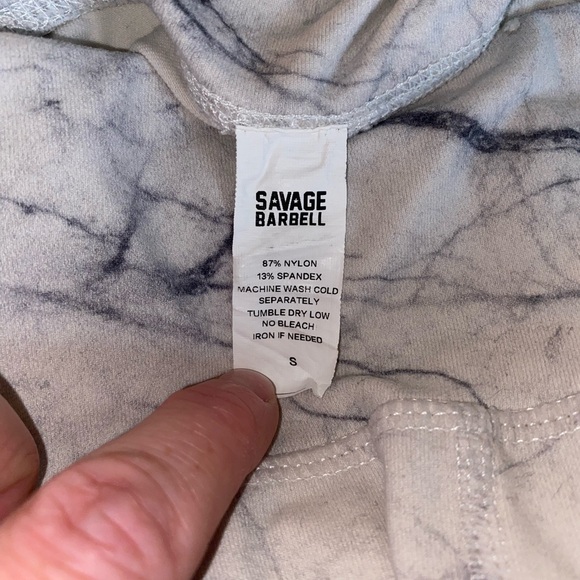 SAVAGE
BARBELL
87% NYLON
13% SPANDEX
MACHINE WASH COLD
SEPARATELY
TUMBLE DRY LOW
NO BLEACH
IRON IF NEEDED
S